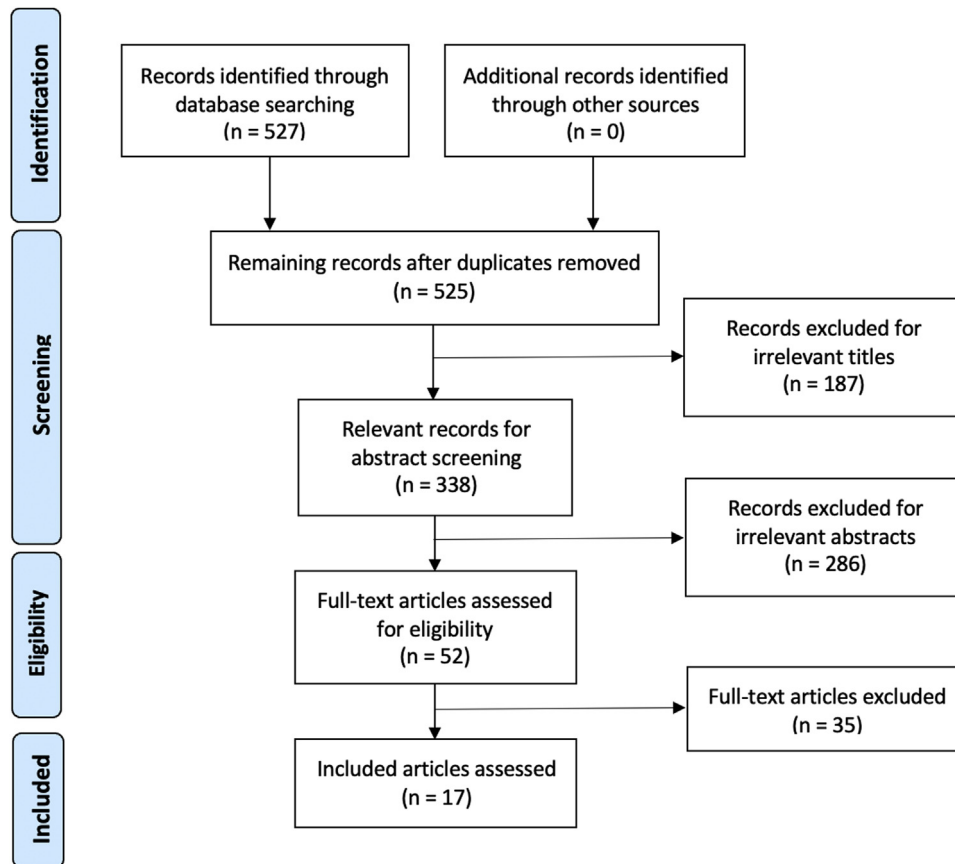 Identification
Records identified through
database searching
(n = 527)
Additional records identified
through other sources
(n = 0)
Screening
Remaining records after duplicates removed
(n = 525)
Records excluded for
irrelevant titles
(n = 187)
Relevant records for
abstract screening
(n = 338)
Records excluded for
irrelevant abstracts
(n = 286)
Eligibility
Full-text articles assessed
for eligibility
(n = 52)
Full-text articles excluded
(n = 35)
Included
Included articles assessed
(n = 17)